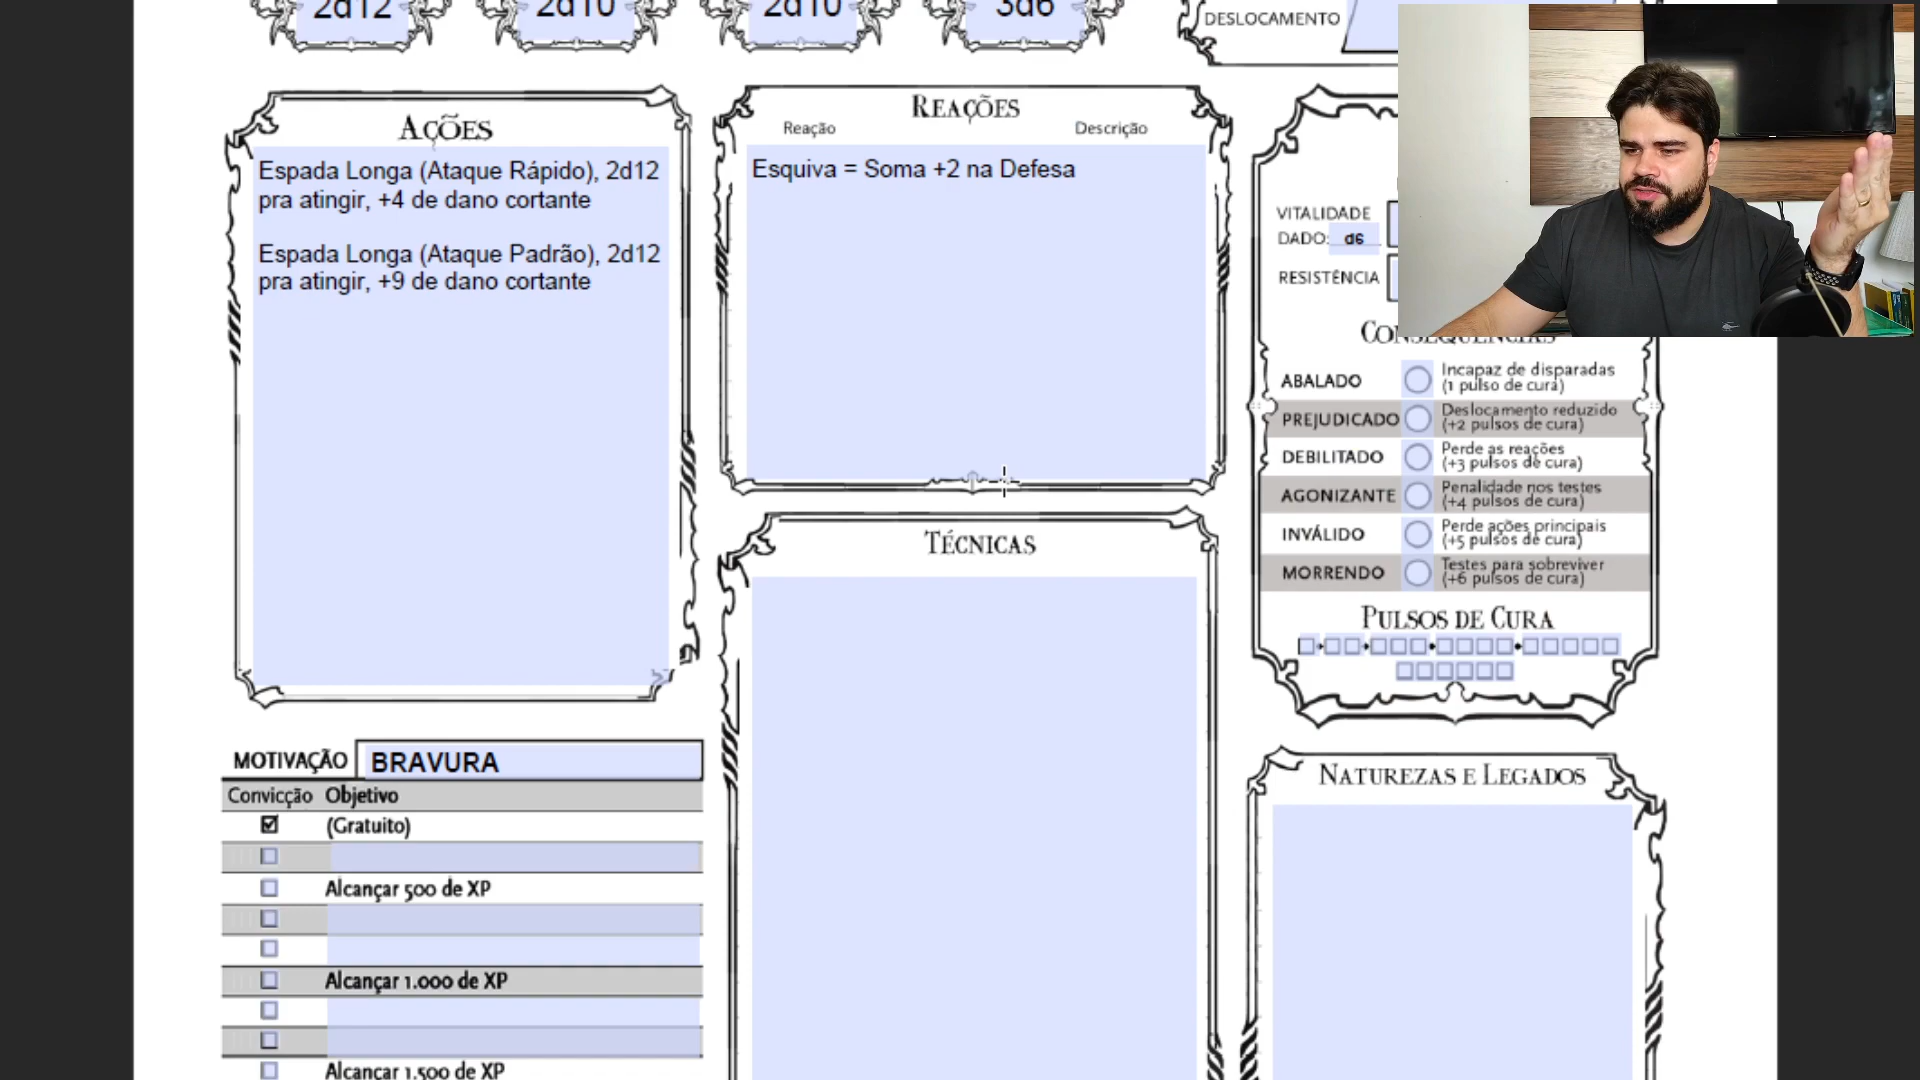 2d12
2d10
2d10
3d6
DESLOCAMENTO
AÇÕES
Espada Longa (Ataque Rápido), 2d12
pra atingir, +4 de dano cortante
Espada Longa (Ataque Padrão), 2d12
pra atingir, +9 de dano cortante
REAÇÕES
Reação
Descrição
Esquiva = Soma +2 na Defesa
VITALIDADE
DADO: d6
RESISTÊNCIA
CONSEQUÊNCIAS
ABALADO
Incapaz de disparadas
(1 pulso de cura)
PREJUDICADO
Deslocamento reduzido
(+2 pulsos de cura)
DEBILITADO
Perde as reações
(+3 pulsos de cura)
AGONIZANTE
Penalidade nos testes
(+4 pulsos de cura)
INVÁLIDO
Perde ações principais
(+5 pulsos de cura)
MORRENDO
Testes para sobreviver
(+6 pulsos de cura)
PULSOS DE CURA
TÉCNICAS
MOTIVAÇÃO BRAVURA
Convicção Objetivo
(Gratuito)
Alcançar 500 de XP
Alcançar 1.000 de XP
Alcançar 1.500 de XP
NATUREZAS E LEGADOS